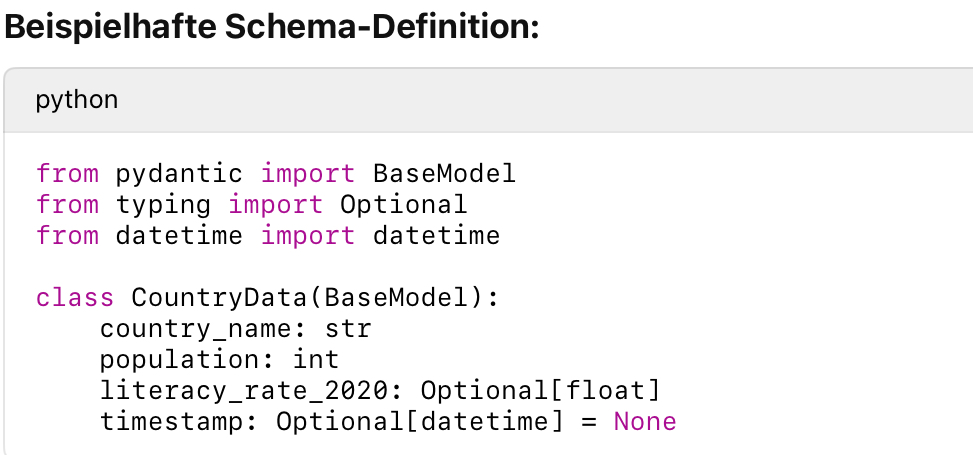 Beispielhafte Schema-Definition:
python
from pydantic import BaseModel
from typing import Optional
from datetime import datetime
class CountryData(BaseModel):
    country_name: str
    population: int
    literacy_rate_2020: Optional[float]
    timestamp: Optional[datetime] = None